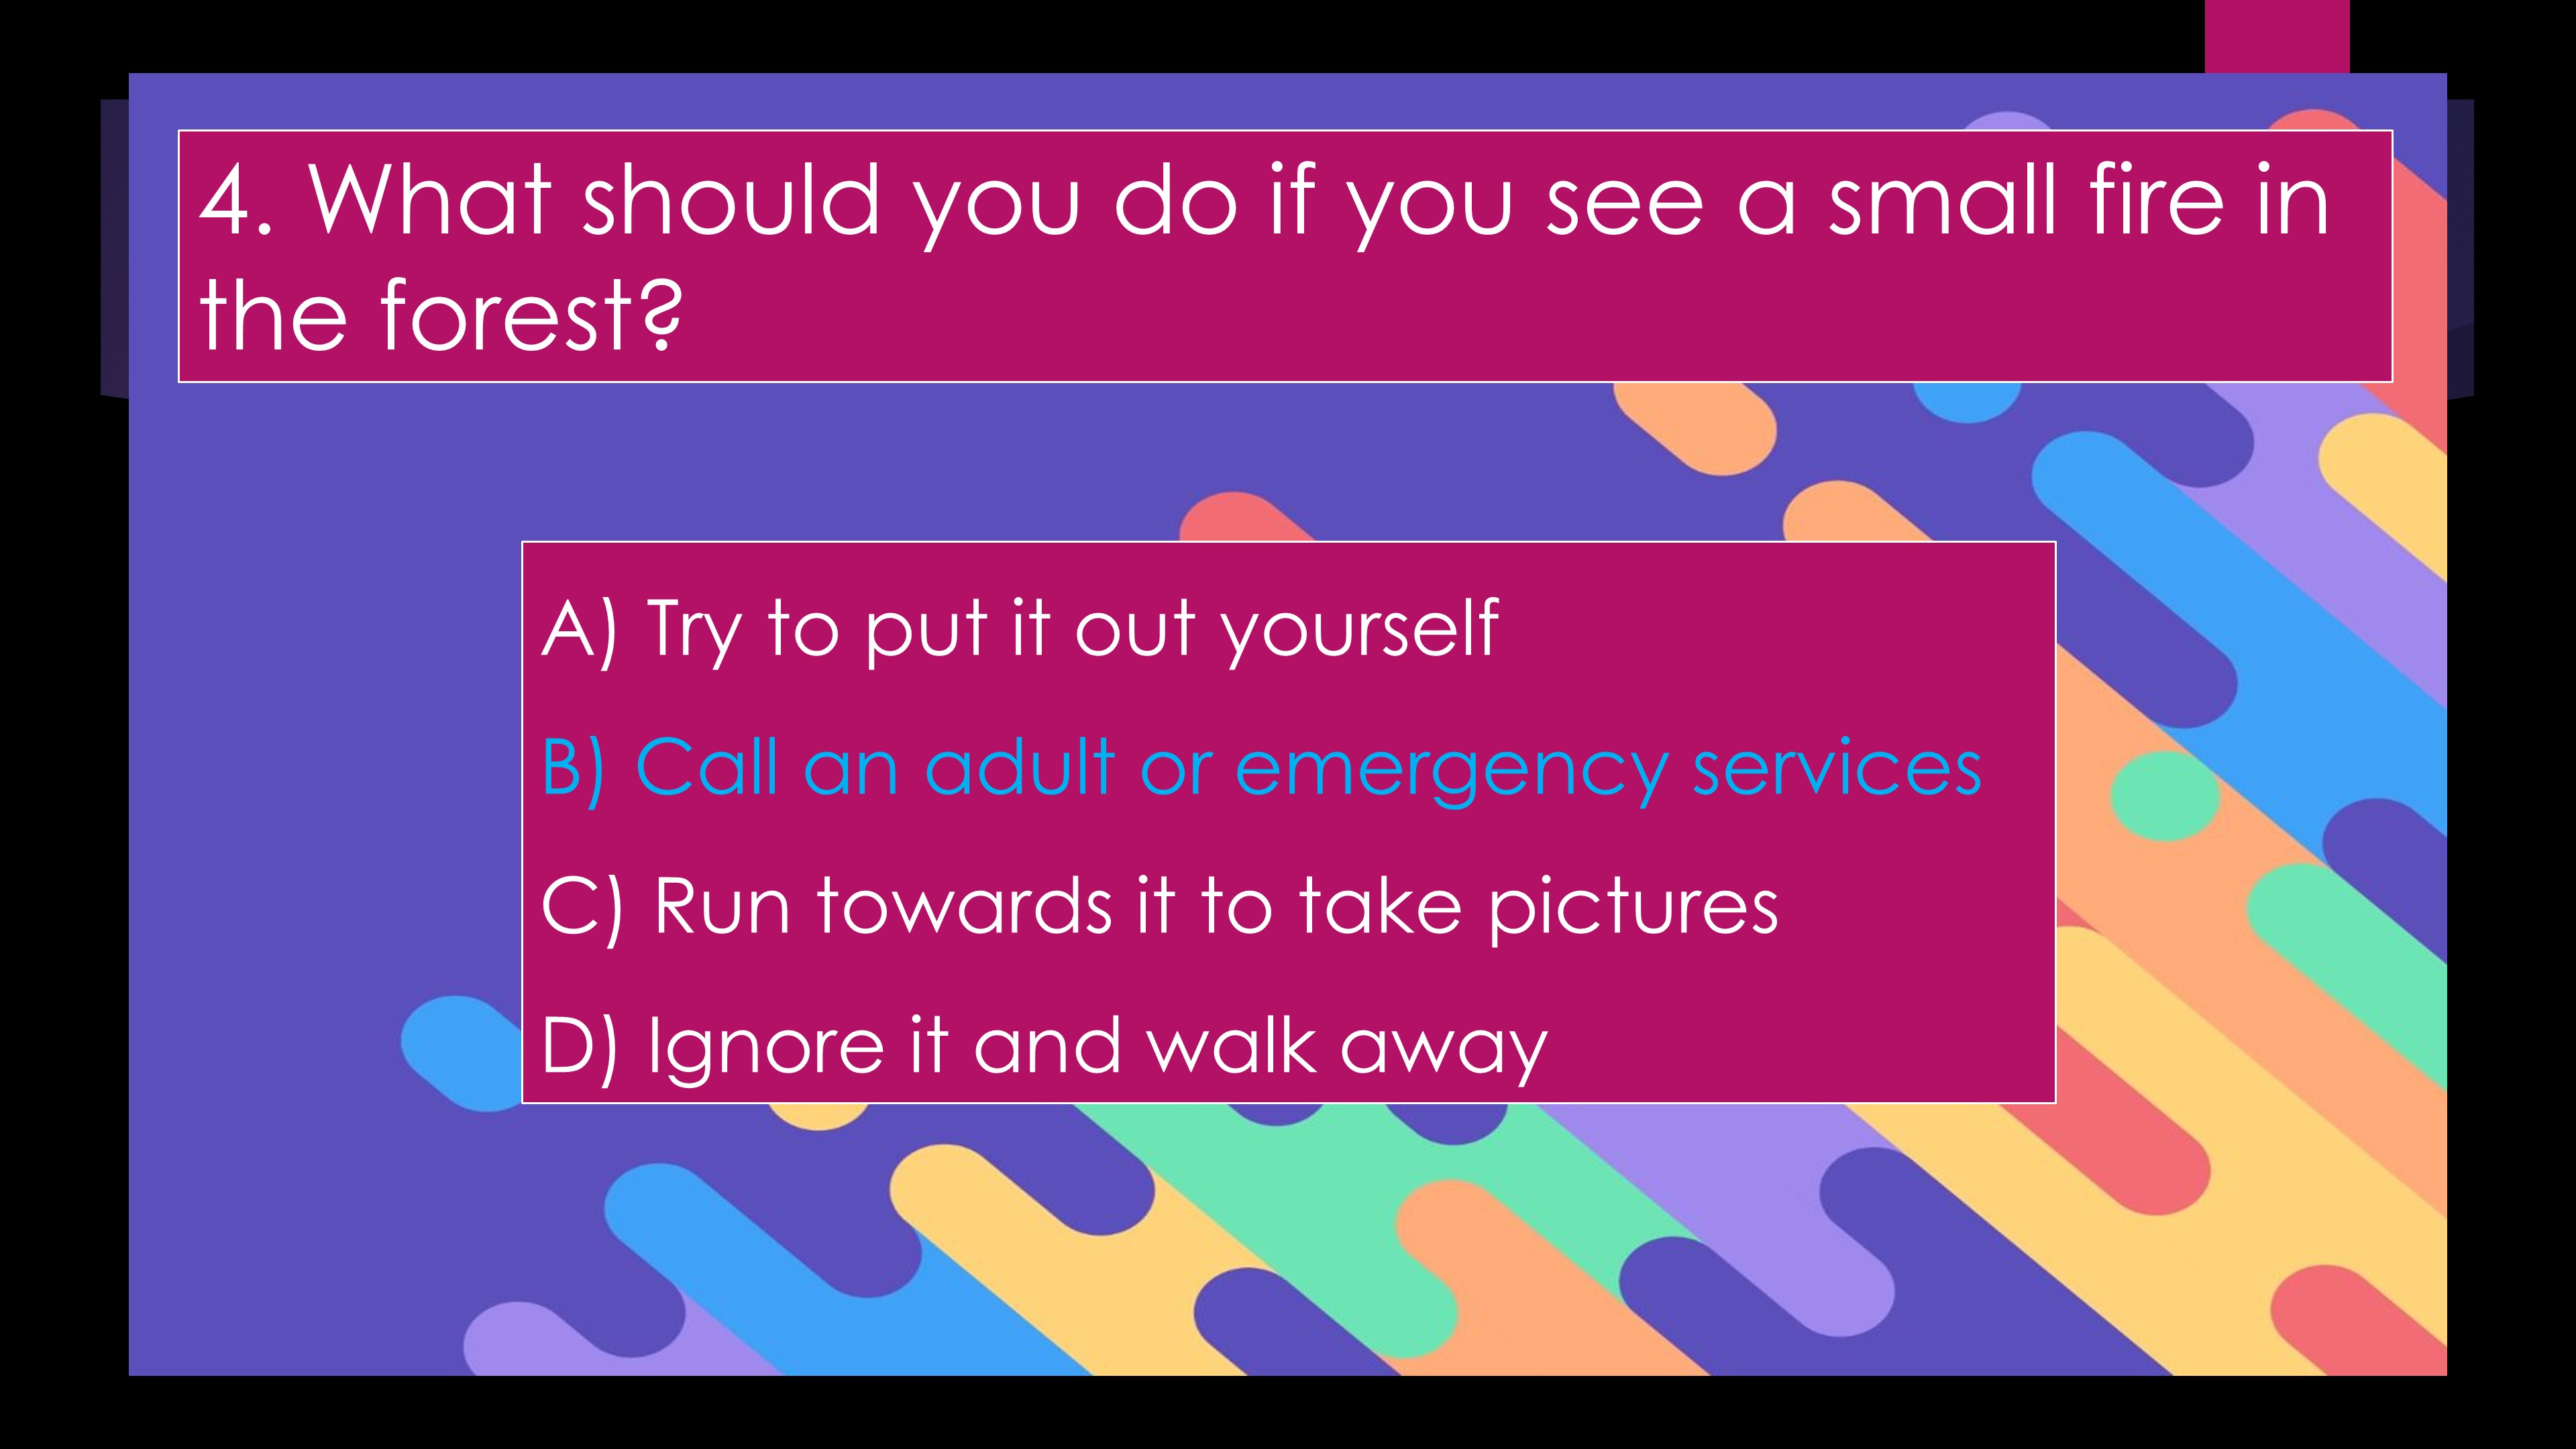 4. What should you do if you see a small fire in
the forest?
A) Try to put it out yourself
B) Call an adult or emergency services
C) Run towards it to take pictures
D) Ignore it and walk away